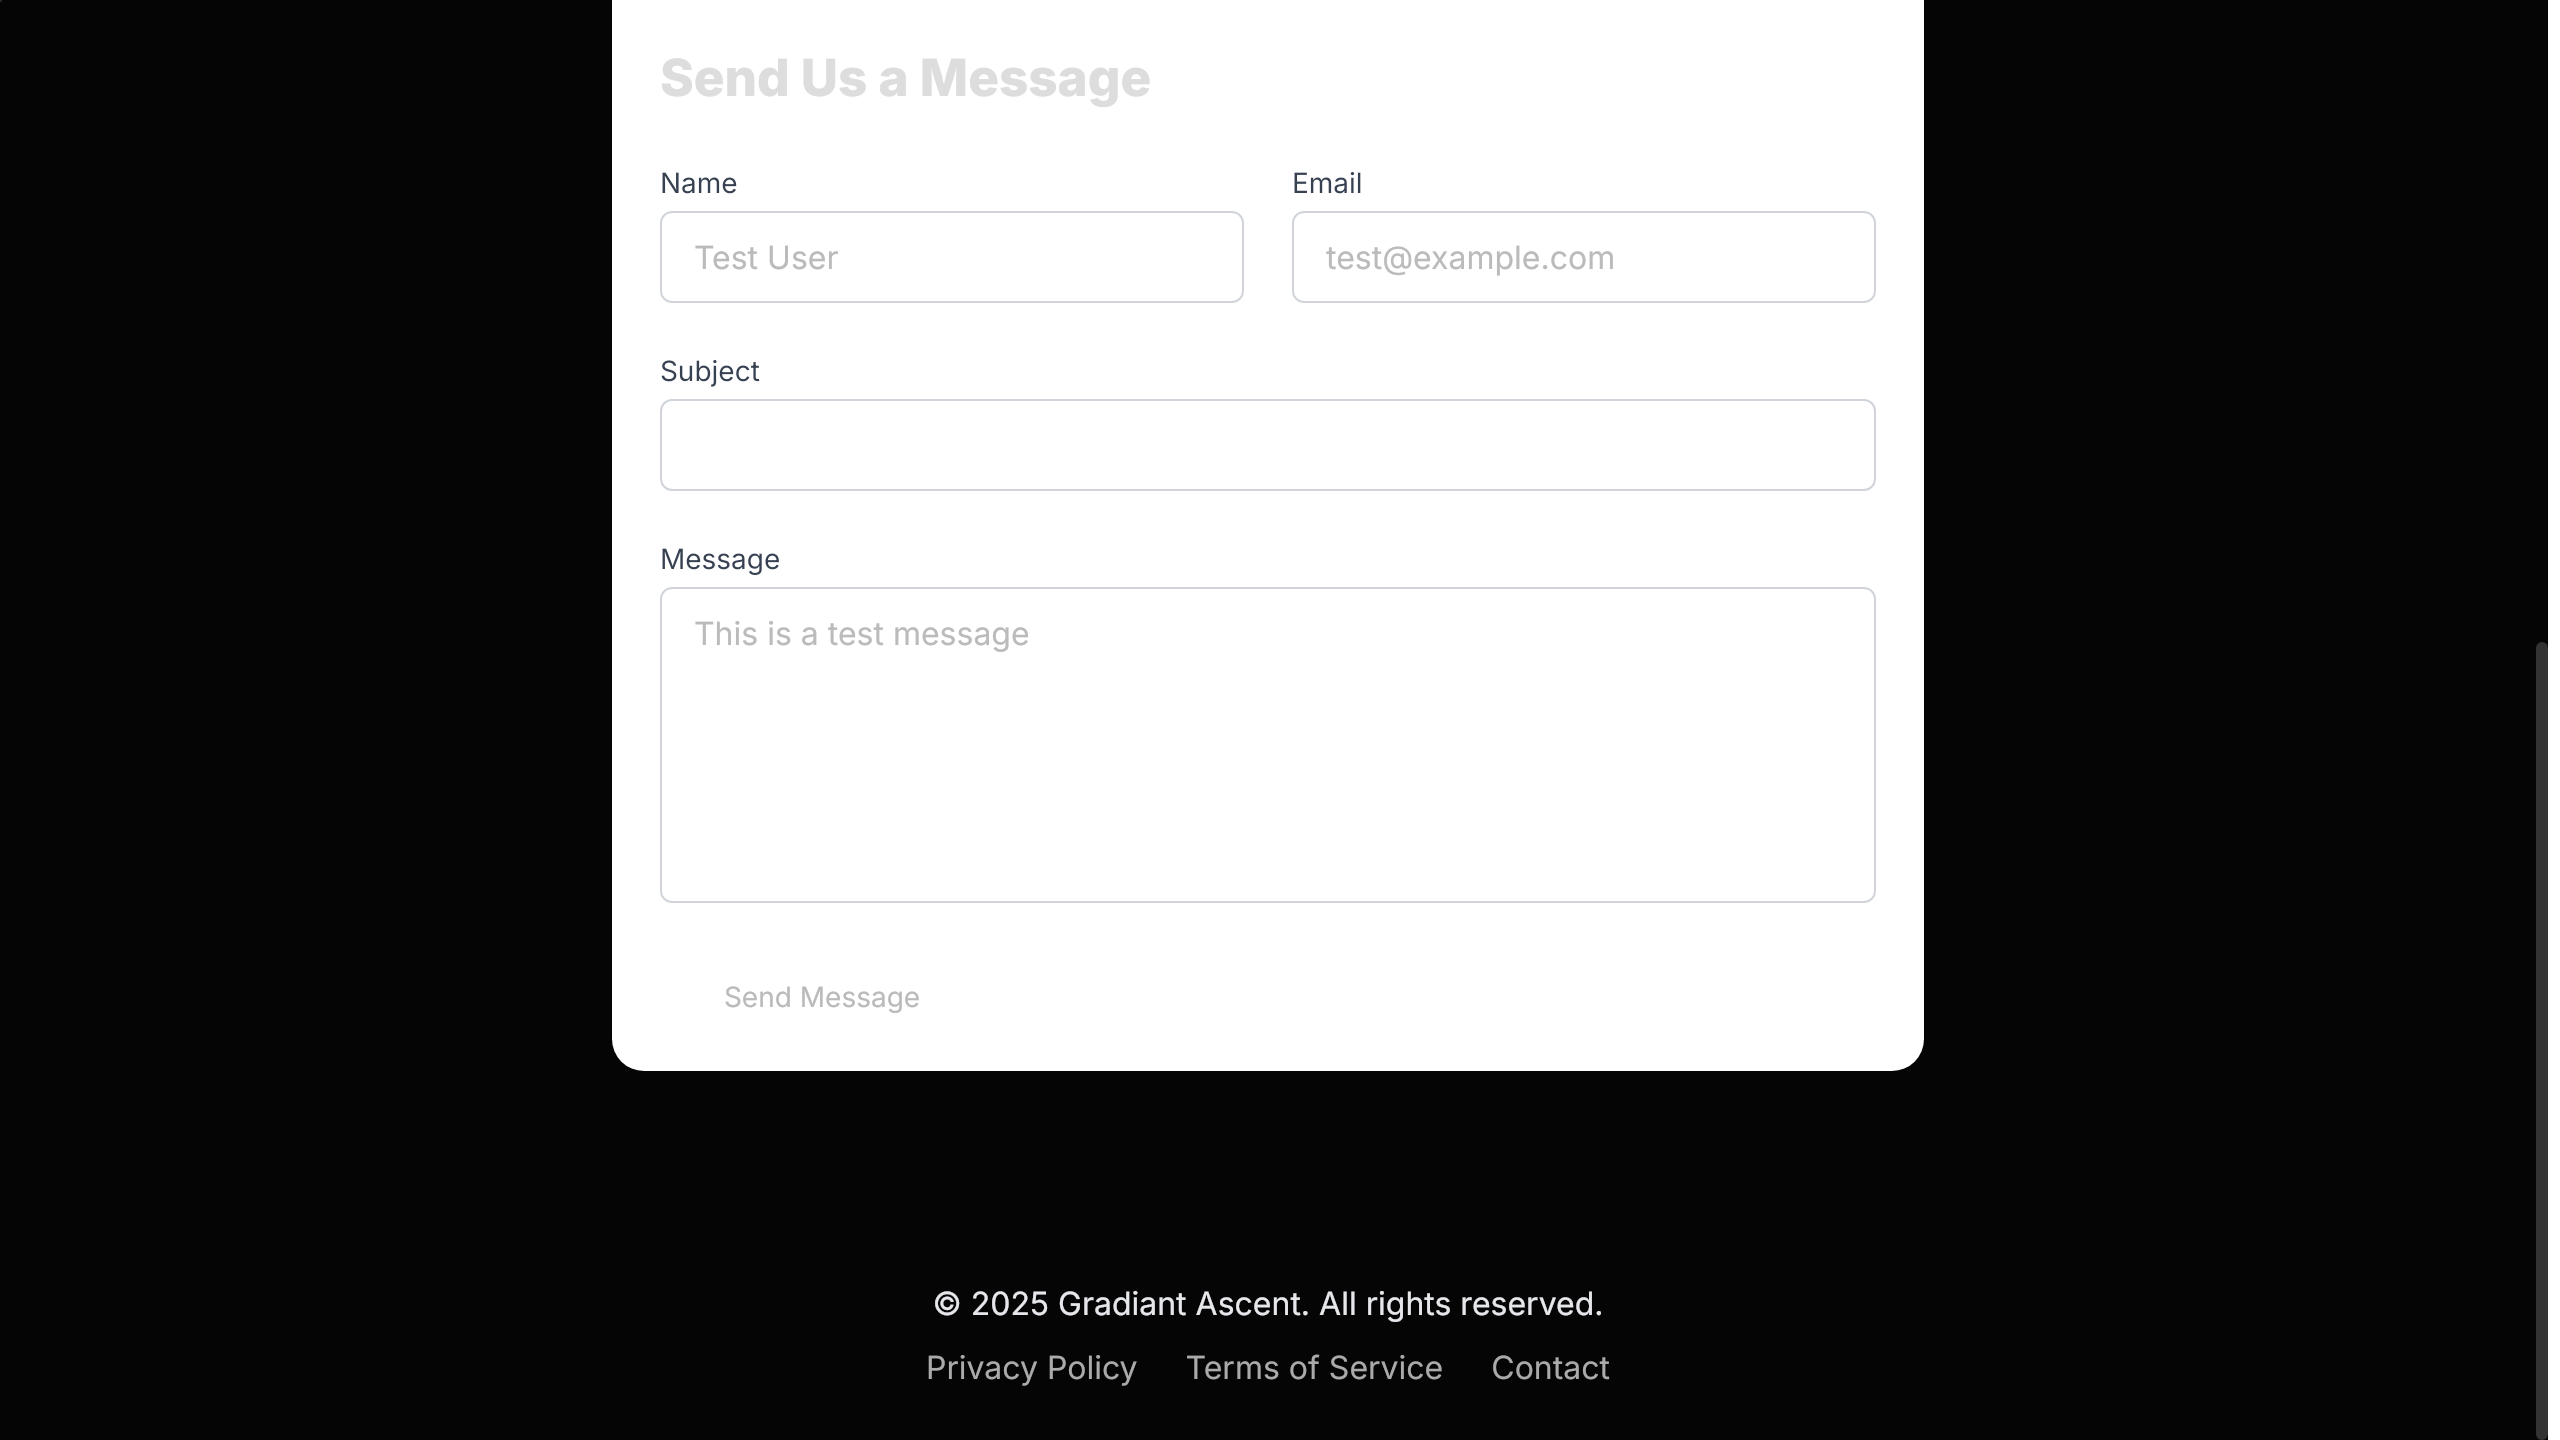 Send Us a Message
Name
Email
Test User
test@example.com
Subject
Message
This is a test message
Send Message
© 2025 Gradiant Ascent. All rights reserved.
Privacy Policy Terms of Service Contact